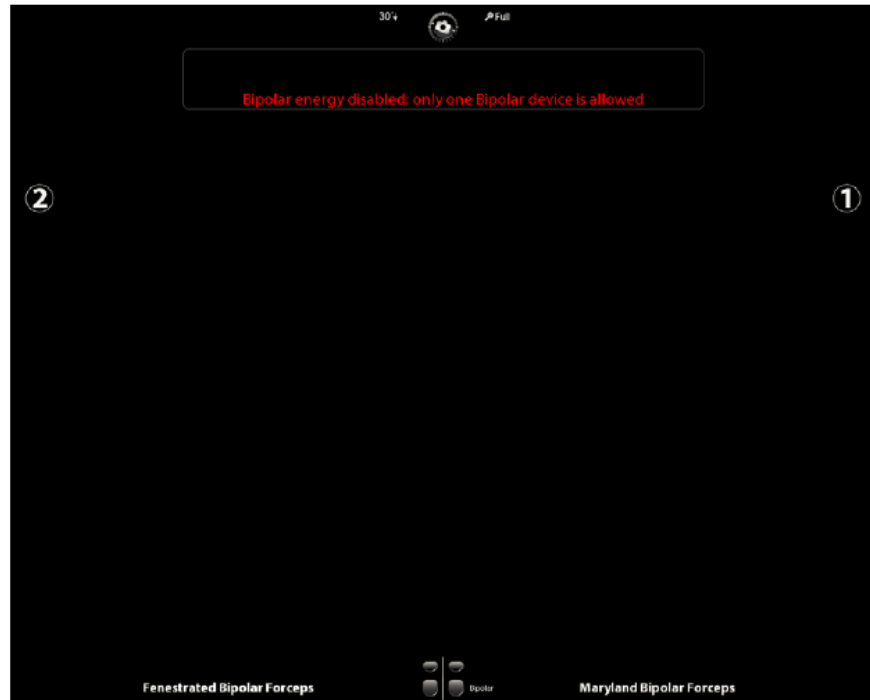 30°
Full
Bipolar energy disabled; only one Bipolar device is allowed
2
1
Fenestrated Bipolar Forceps
Bipolar
Maryland Bipolar Forceps